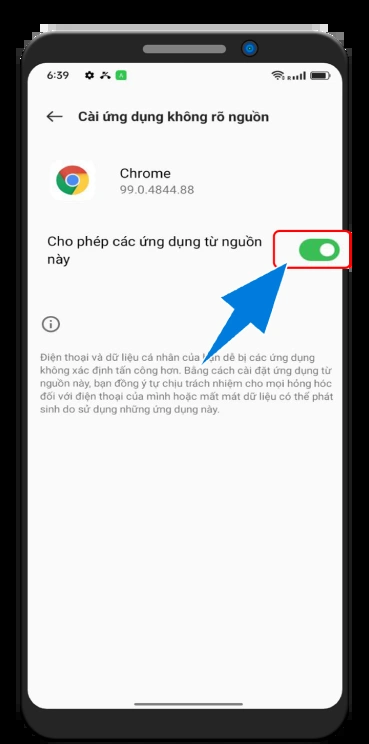 6:39
Cài ứng dụng không rõ nguồn
Chrome
99.0.4844.88
Cho phép các ứng dụng từ nguồn
này
Điện thoại và dữ liệu cá nhân của bạn dễ bị các ứng dụng
không xác định tấn công hơn. Bằng cách cài đặt ứng dụng từ
nguồn này, bạn đồng ý tự chịu trách nhiệm cho mọi hỏng hóc
đối với điện thoại của mình hoặc mất mát dữ liệu có thể phát
sinh do sử dụng những ứng dụng này.